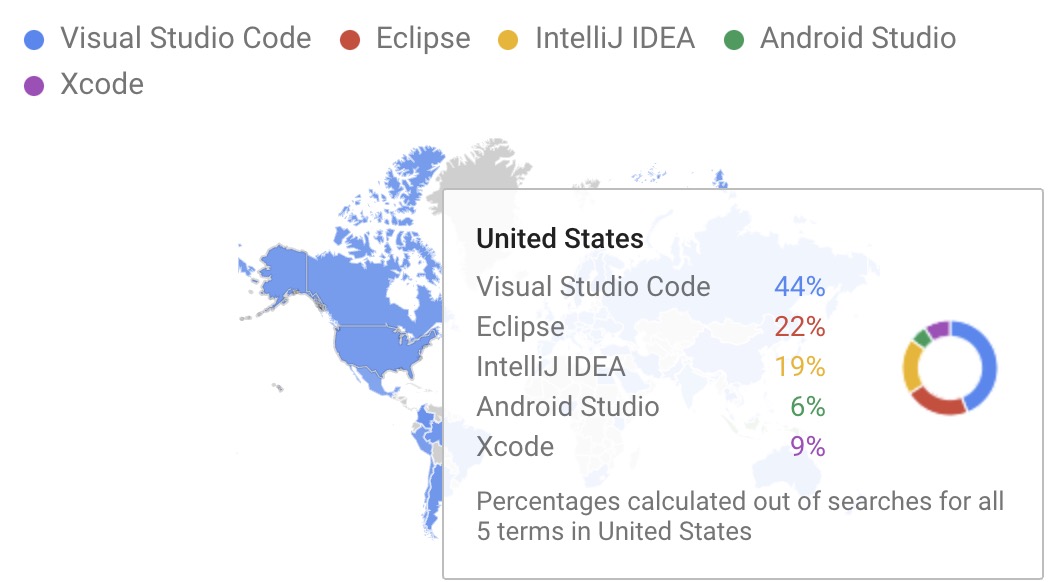 Visual Studio Code Eclipse IntelliJ IDEA Android Studio
Xcode
United States
Visual Studio Code 44%
Eclipse 22%
IntelliJ IDEA 19%
Android Studio 6%
Xcode 9%
Percentages calculated out of searches for all
5 terms in United States